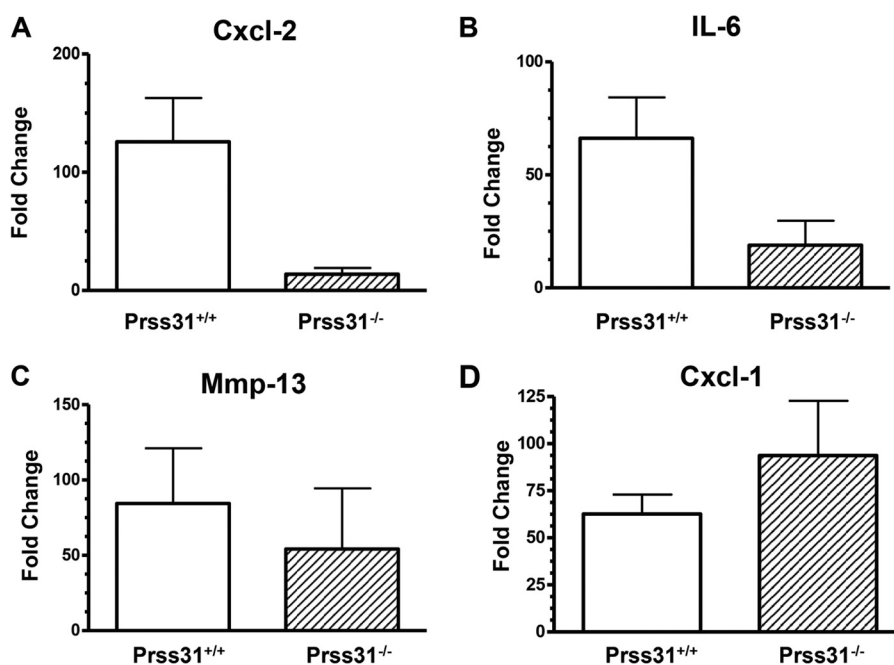 A
Cxcl-2
Fold Change
200
100
0
Prss31+/+
Prss31-/-
B
IL-6
Fold Change
100
50
0
Prss31+/+
Prss31-/-
C
Mmp-13
Fold Change
150
100
50
0
Prss31+/+
Prss31-/-
D
Cxcl-1
Fold Change
125
100
75
50
25
0
Prss31+/+
Prss31-/-